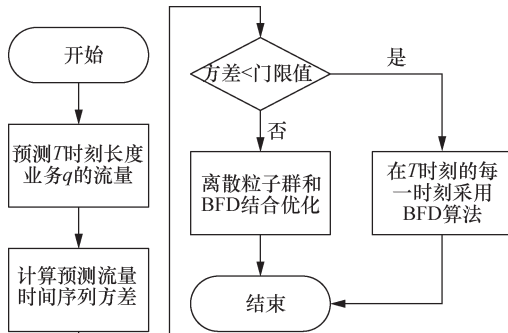 开始
预测T时刻长度
业务q的流量
计算预测流量
时间序列方差
方差<门限值
是
否
离散粒子群和
BFD结合优化
在T时刻的每
一时刻采用
BFD算法
结束